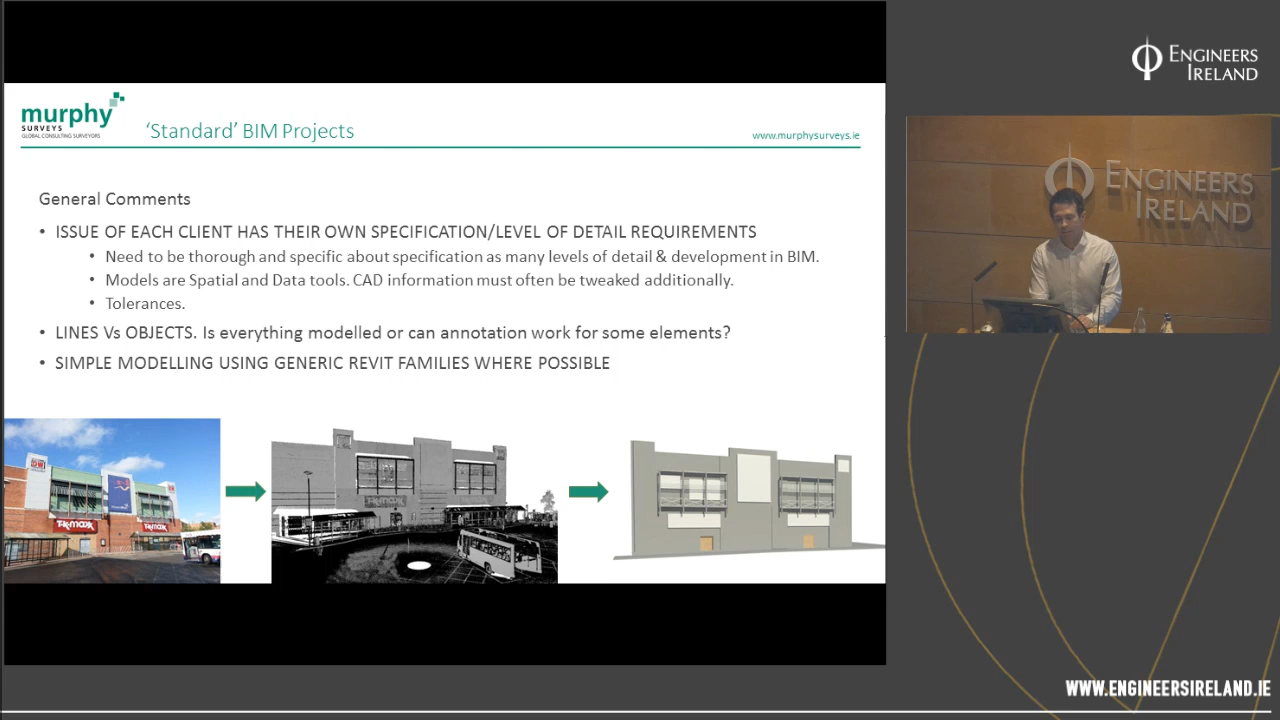 murphy
SURVEYS
GLOBAL CONSULTING SURVEYORS
‘Standard’ BIM Projects
www.murphysurveys.ie
General Comments
• ISSUE OF EACH CLIENT HAS THEIR OWN SPECIFICATION/LEVEL OF DETAIL REQUIREMENTS
• Need to be thorough and specific about specification as many levels of detail & development in BIM.
• Models are Spatial and Data tools. CAD information must often be tweaked additionally.
• Tolerances.
• LINES Vs OBJECTS. Is everything modelled or can annotation work for some elements?
• SIMPLE MODELLING USING GENERIC REVIT FAMILIES WHERE POSSIBLE
T.K.maxx
T.K.maxx
T.K.maxx
ENGINEERS
IRELAND
ENGINEERS
IRELAND
WWW.ENGINEERSIRELAND.IE